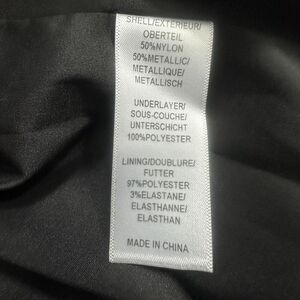 SHELL/EXTERIEUR/
OBERTEIL
50%NYLON
50%METALLIC/
METALLIQUE/
METALLISCH
UNDERLAYER/
SOUS-COUCHE/
UNTERSCHICHT
100%POLYESTER
LINING/DOUBLURE/
FUTTER
97%POLYESTER
3%ELASTANE/
ELASTHANNE/
ELASTHAN
MADE IN CHINA